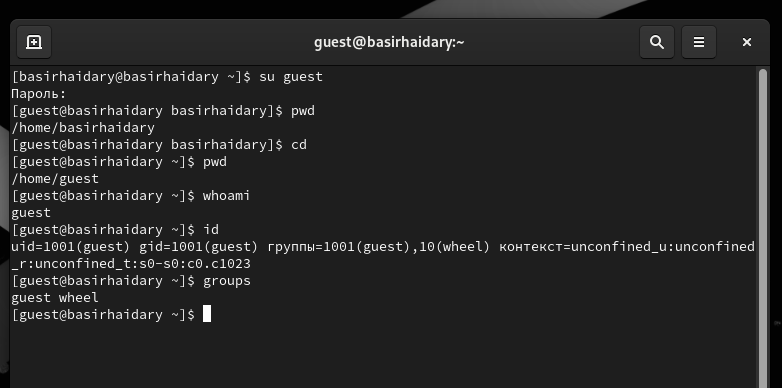 guest@basirhaidary:~
[basirhaidary@basirhaidary ~]$ su guest
Пароль:
[guest@basirhaidary basirhaidary]$ pwd
/home/basirhaidary
[guest@basirhaidary basirhaidary]$ cd
[guest@basirhaidary ~]$ pwd
/home/guest
[guest@basirhaidary ~]$ whoami
guest
[guest@basirhaidary ~]$ id
uid=1001(guest) gid=1001(guest) группы=1001(guest),10(wheel) контекст=unconfined_u:unconfined
_r:unconfined_t:s0-s0:c0.c1023
[guest@basirhaidary ~]$ groups
guest wheel
[guest@basirhaidary ~]$